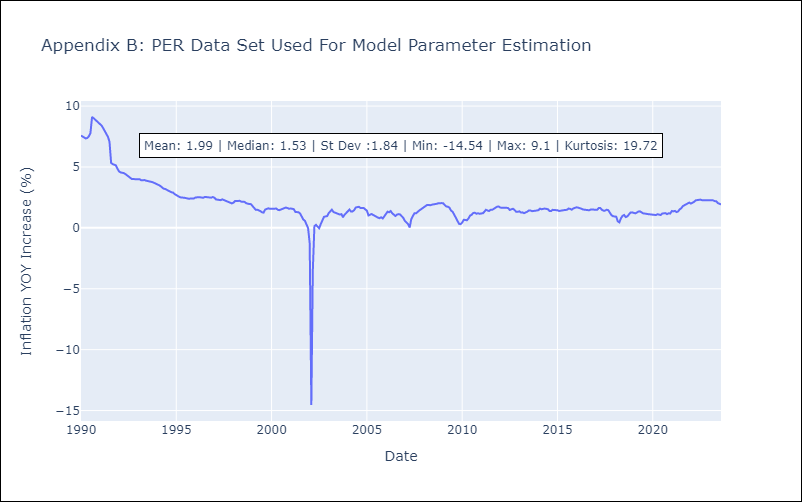 Appendix B: PER Data Set Used For Model Parameter Estimation
10
Mean: 1.99 | Median: 1.53 | St Dev :1.84 | Min: -14.54 | Max: 9.1 | Kurtosis: 19.72
5
0
−5
−10
−15
Inflation YOY Increase (%)
1990 1995 2000 2005 2010 2015 2020
Date